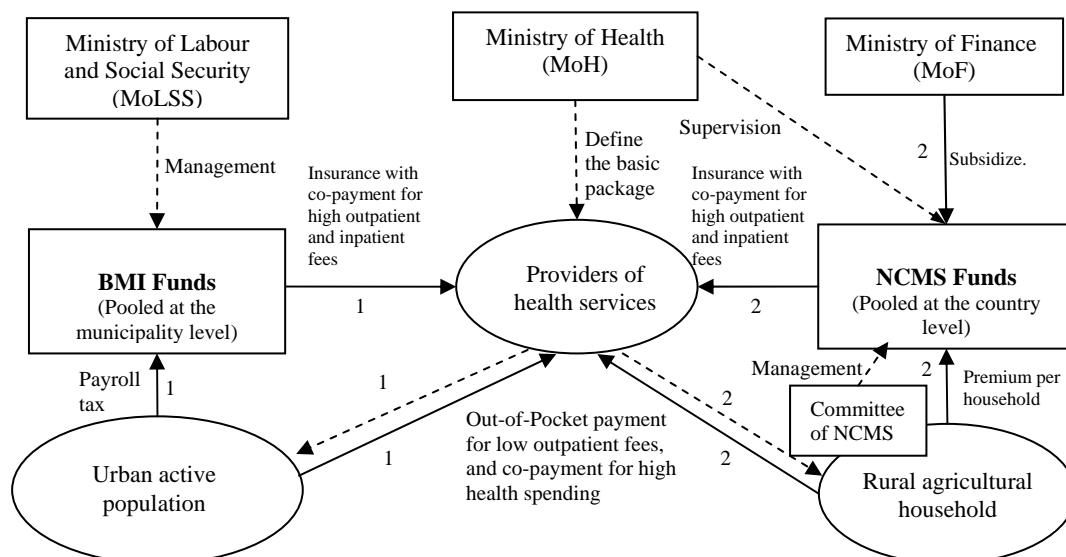 Ministry of Labour
and Social Security
(MoLSS)
Ministry of Health
(MoH)
Ministry of Finance
(MoF)
Management
Define
the basic
package
Supervision
2
Subsidize.
Insurance with
co-payment for
high outpatient
and inpatient
fees
Insurance with
co-payment for
high outpatient
and inpatient
fees
BMI Funds
(Pooled at the
municipality level)
1
Providers of
health services
2
NCMS Funds
(Pooled at the country
level)
Payroll
tax
1
1
1
Out-of-Pocket payment
for low outpatient fees,
and co-payment for high
health spending
2
2
Management
Committee
of NCMS
2
Premium per
household
Urban active
population
Rural agricultural
household